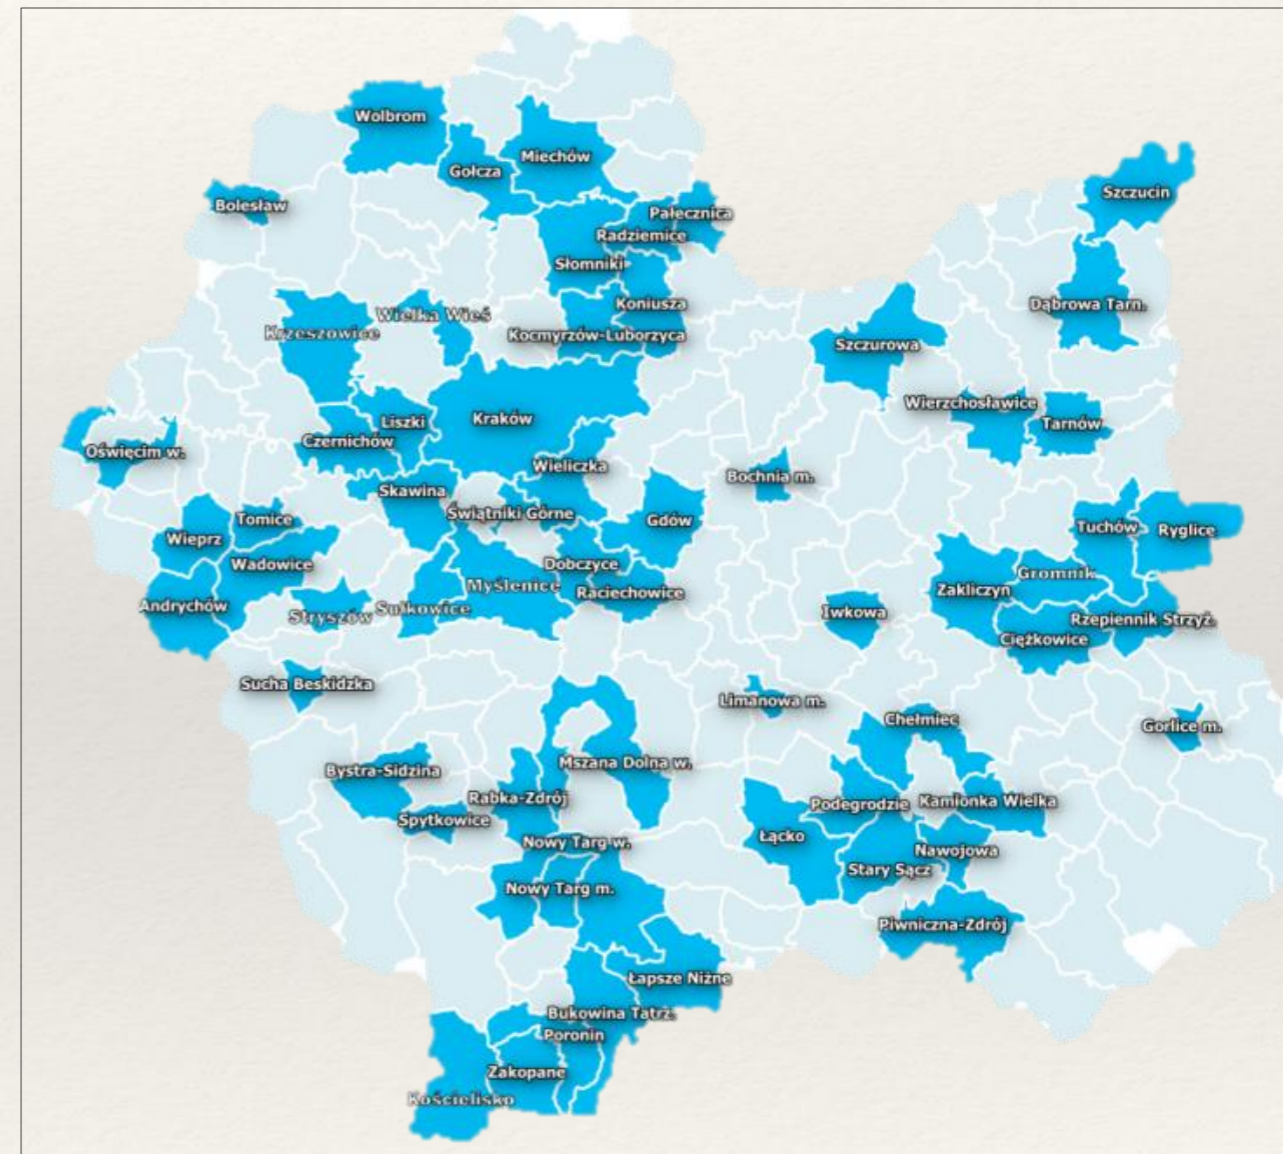 Wolbrom
Miechów
Gołcza
Szczucin
Bolesław
Pałecznica
Radziemice
Słomniki
Koniusza
Dąbrowa Tarn.
Wielka Wieś
Krzeszowice
Kocmyrzów-Luborzyca
Szczurowa
Wierzchosławice
Kraków
Liszki
Tarnów
Czernichów
Oświęcim w.
Wieliczka
Bochnia m.
Skawina
Świątniki Górne
Gdów
Tomice
Tuchów
Ryglice
Wieprz
Dobczyce
Wadowice
Gromnik
Myślenice
Zakliczyn
Raciechowice
Andrychów
Sułkowice
Iwkowa
Stryszów
Rzepiennik Strzyż.
Ciężkowice
Sucha Beskidzka
Limanowa m.
Chełmiec
Gorlice m.
Mszana Dolna w.
Bystra-Sidzina
Rabka-Zdrój
Kamionka Wielka
Podegrodzie
Spytkowice
Łącko
Nowy Targ w.
Nawojowa
Stary Sącz
Nowy Targ m.
Piwniczna-Zdrój
Łapsze Niżne
Bukowina Tatrz.
Poronin
Zakopane
Kościelisko